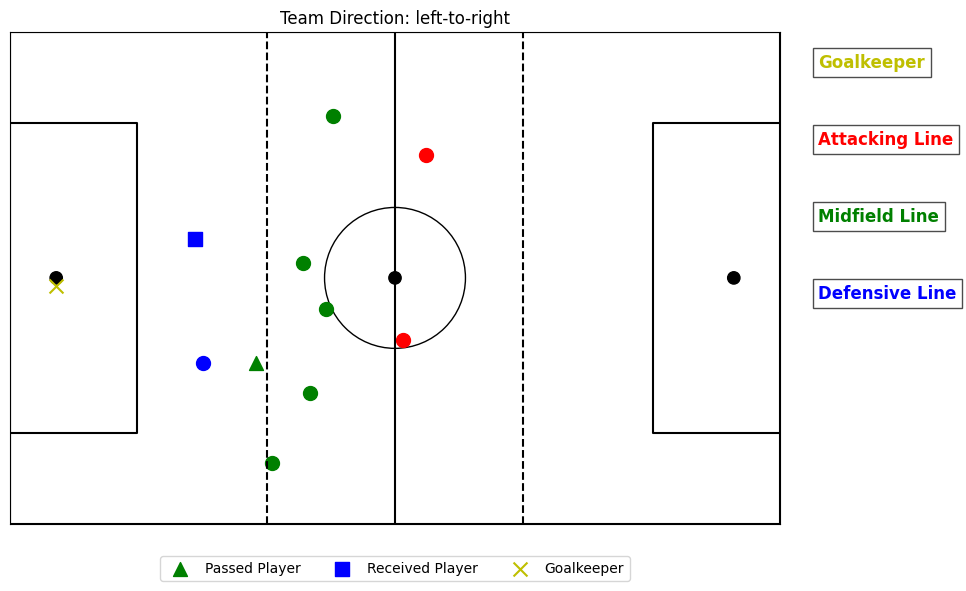 Team Direction: left-to-right
Goalkeeper
Attacking Line
Midfield Line
Defensive Line
Passed Player
Received Player
Goalkeeper